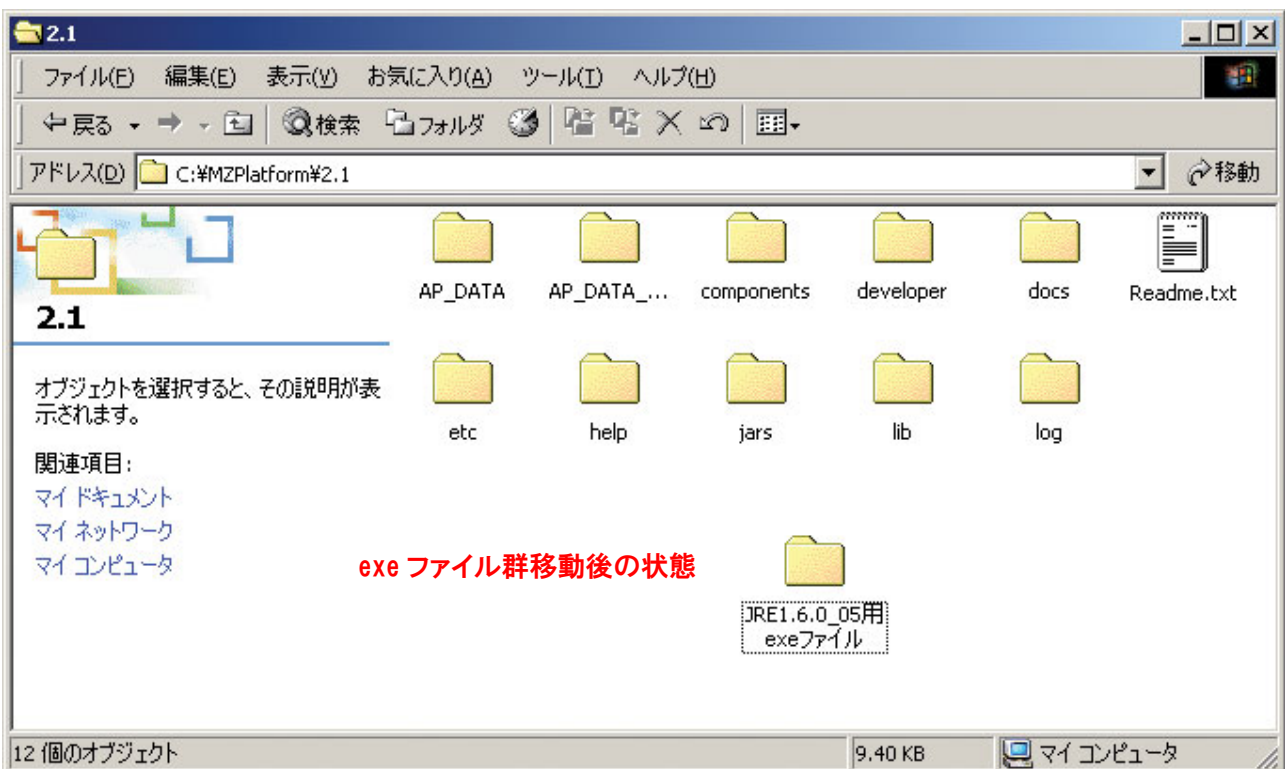 2.1
ファイル(F) 編集(E) 表示(V) お気に入り(A) ツール(T) ヘルプ(H)
戻る 検索 フォルダ
アドレス(D) C:¥MZPlatform¥2.1 移動
2.1
オブジェクトを選択すると、その説明が表
示されます。
関連項目:
マイ ドキュメント
マイ ネットワーク
マイ コンピュータ
AP_DATA AP_DATA_... components developer docs Readme.txt
etc help jars lib log
exe ファイル群移動後の状態
JRE1.6.0_05用
exeファイル
12 個のオブジェクト 9.40 KB マイ コンピュータ